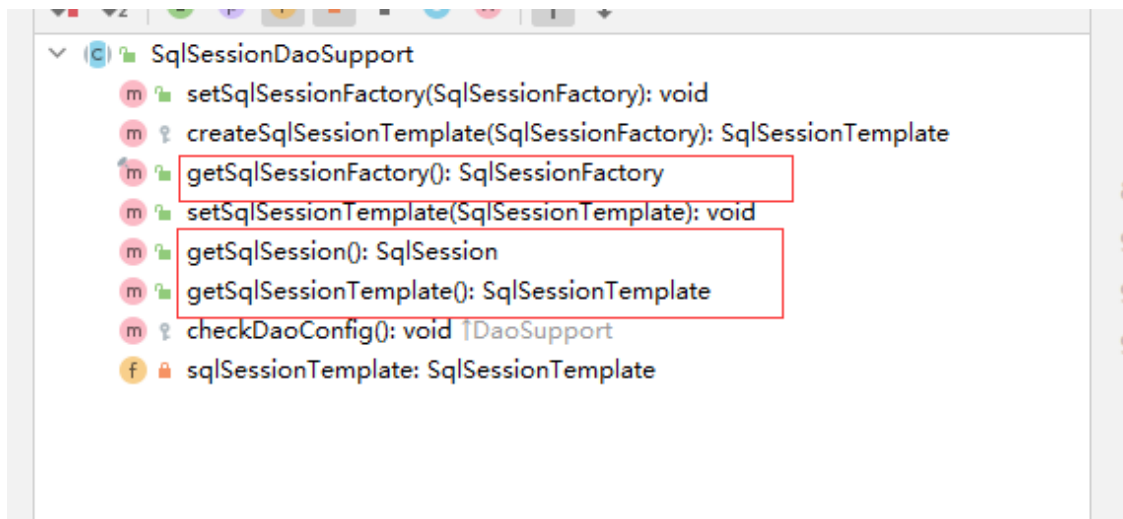 SqlSessionDaoSupport
setSqlSessionFactory(SqlSessionFactory): void
createSqlSessionTemplate(SqlSessionFactory): SqlSessionTemplate
getSqlSessionFactory(): SqlSessionFactory
setSqlSessionTemplate(SqlSessionTemplate): void
getSqlSession(): SqlSession
getSqlSessionTemplate(): SqlSessionTemplate
checkDaoConfig(): void ↑DaoSupport
sqlSessionTemplate: SqlSessionTemplate